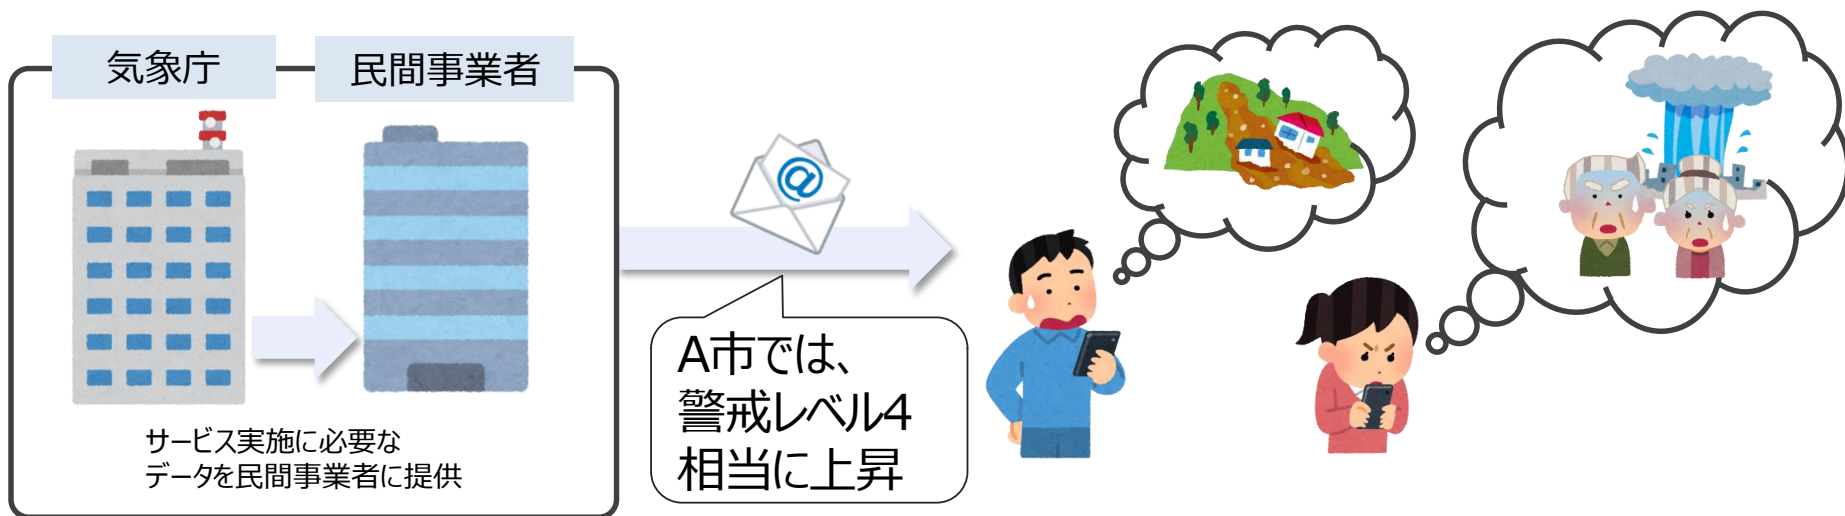 気象庁
民間事業者
サービス実施に必要な
データを民間事業者に提供
@
A市では、
警戒レベル4
相当に上昇